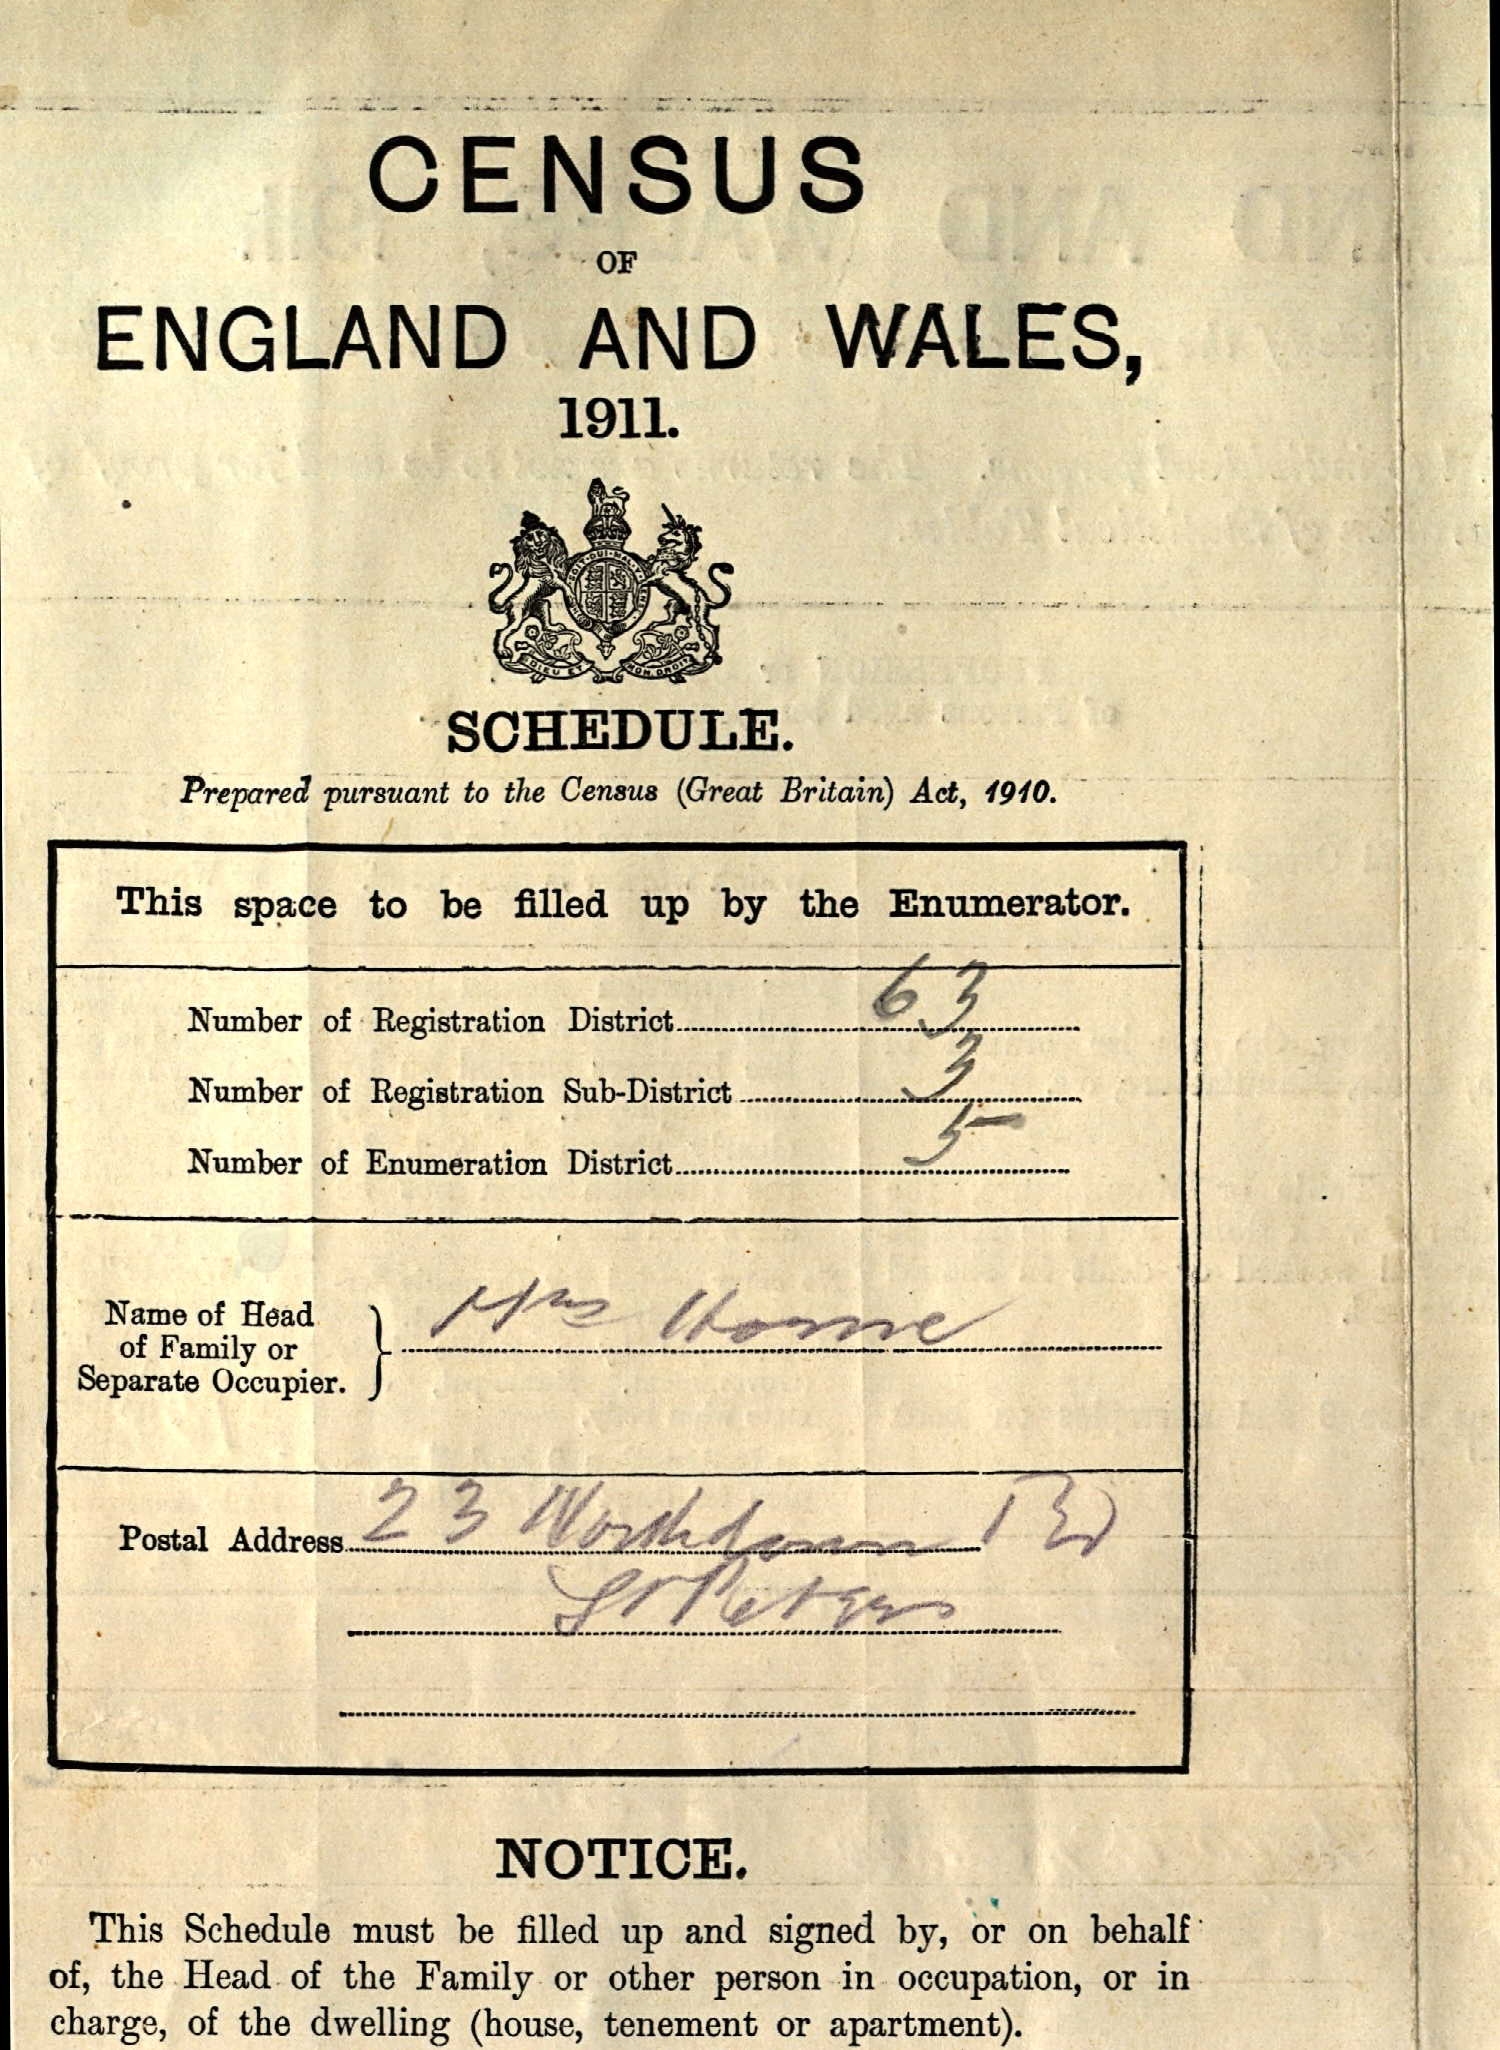 CENSUS
OF
ENGLAND AND WALES,
1911.
DIEU ET MON DROIT
SCHEDULE.
Prepared pursuant to the Census (Great Britain) Act, 1910.
This space to be filled up by the Enumerator.
Number of Registration District 63
Number of Registration Sub-District 3
Number of Enumeration District 5
Name of Head
of Family or
Separate Occupier. } Mrs Horne
Postal Address 23 Northdown Rd
St Peters
NOTICE.
This Schedule must be filled up and signed by, or on behalf
of, the Head of the Family or other person in occupation, or in
charge, of the dwelling (house, tenement or apartment).